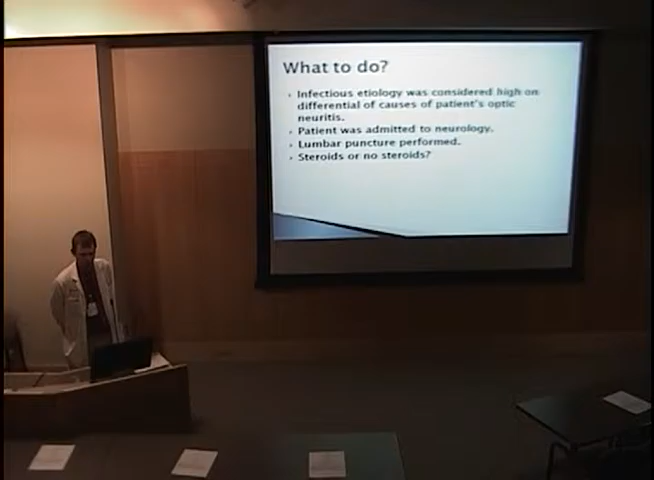 What to do?
Infectious etiology was considered high on
differential of causes of patient's optic
neuritis.
Patient was admitted to neurology.
Lumbar puncture performed.
Steroids or no steroids?